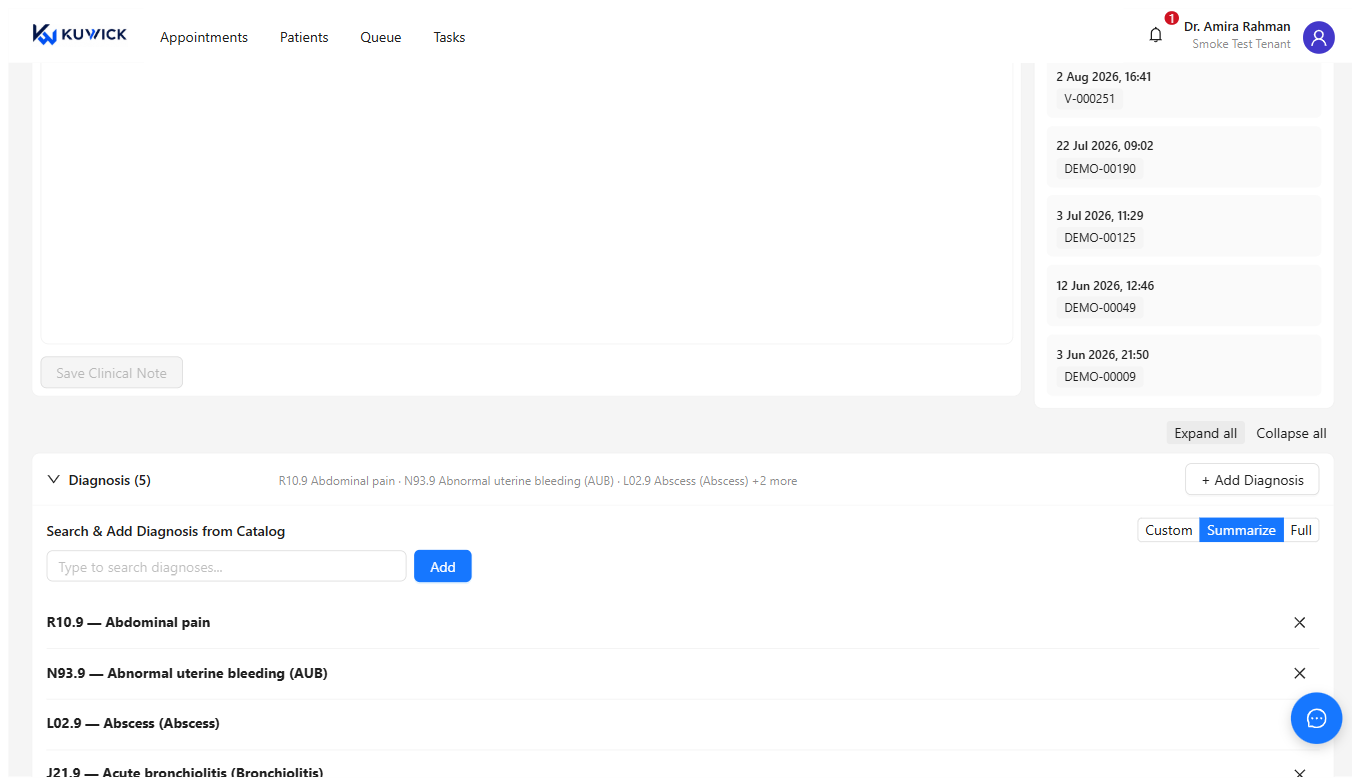 KUWICK
Appointments
Patients
Queue
Tasks
1
Dr. Amira Rahman
Smoke Test Tenant
2 Aug 2026, 16:41
V-000251
22 Jul 2026, 09:02
DEMO-00190
3 Jul 2026, 11:29
DEMO-00125
12 Jun 2026, 12:46
DEMO-00049
3 Jun 2026, 21:50
DEMO-00009
Save Clinical Note
Expand all
Collapse all
Diagnosis (5)
R10.9 Abdominal pain · N93.9 Abnormal uterine bleeding (AUB) · L02.9 Abscess (Abscess) +2 more
+ Add Diagnosis
Search & Add Diagnosis from Catalog
Custom
Summarize
Full
Type to search diagnoses...
Add
R10.9 — Abdominal pain
N93.9 — Abnormal uterine bleeding (AUB)
L02.9 — Abscess (Abscess)
J21.9 — Acute bronchiolitis (Bronchiolitis)